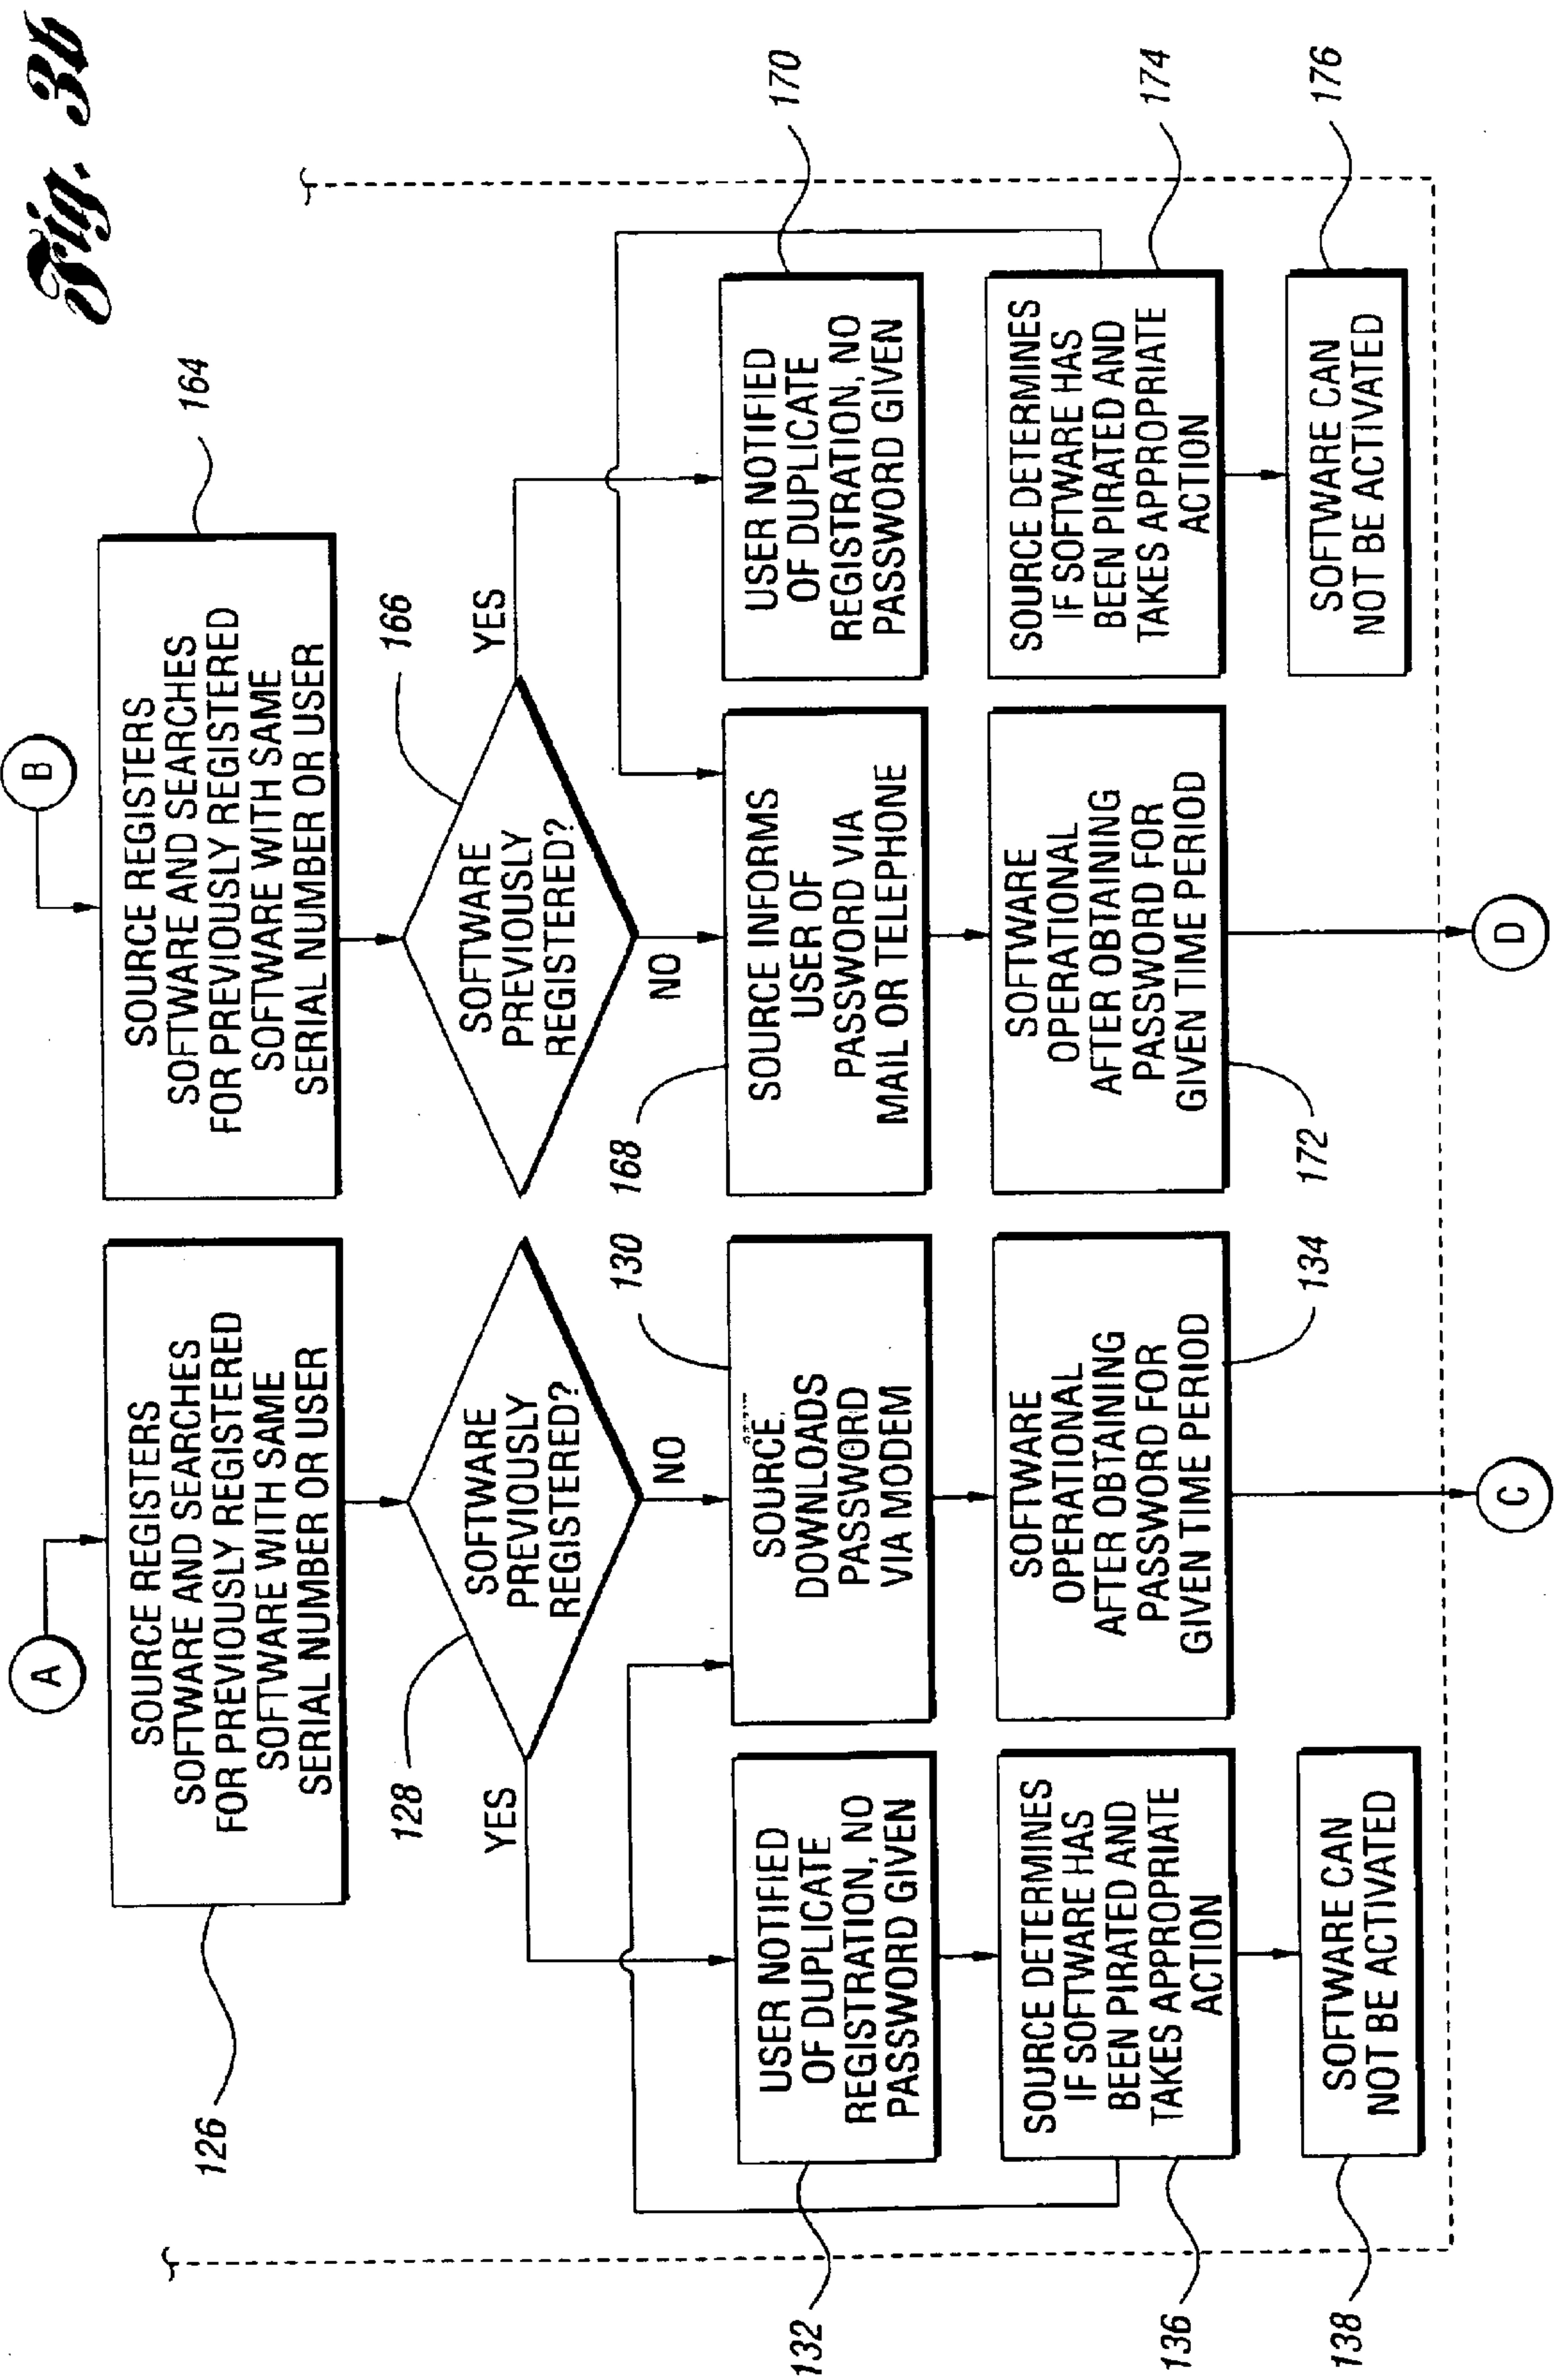 Fig. 3b
A
B
SOURCE REGISTERS
SOFTWARE AND SEARCHES
FOR PREVIOUSLY REGISTERED
SOFTWARE WITH SAME
SERIAL NUMBER OR USER
126
SOURCE REGISTERS
SOFTWARE AND SEARCHES
FOR PREVIOUSLY REGISTERED
SOFTWARE WITH SAME
SERIAL NUMBER OR USER
164
128
SOFTWARE
PREVIOUSLY
REGISTERED?
YES
NO
166
SOFTWARE
PREVIOUSLY
REGISTERED?
YES
NO
USER NOTIFIED
OF DUPLICATE
REGISTRATION, NO
PASSWORD GIVEN
132
130
SOURCE
DOWNLOADS
PASSWORD
VIA MODEM
168
SOURCE INFORMS
USER OF
PASSWORD VIA
MAIL OR TELEPHONE
USER NOTIFIED
OF DUPLICATE
REGISTRATION, NO
PASSWORD GIVEN
170
SOURCE DETERMINES
IF SOFTWARE HAS
BEEN PIRATED AND
TAKES APPROPRIATE
ACTION
136
SOFTWARE
OPERATIONAL
AFTER OBTAINING
PASSWORD FOR
GIVEN TIME PERIOD
134
SOFTWARE
OPERATIONAL
AFTER OBTAINING
PASSWORD FOR
GIVEN TIME PERIOD
172
SOURCE DETERMINES
IF SOFTWARE HAS
BEEN PIRATED AND
TAKES APPROPRIATE
ACTION
174
SOFTWARE CAN
NOT BE ACTIVATED
138
SOFTWARE CAN
NOT BE ACTIVATED
176
C
D